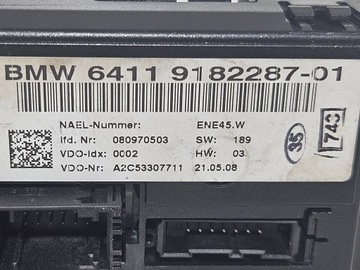 BMW 6411 9182287-01
NAEL-Nummer: ENE45.W
lfd. Nr: 080970503 SW: 189
VDO-Idx: 0002 HW: 03
VDO-Nr: A2C53307711 21.05.08
35
743